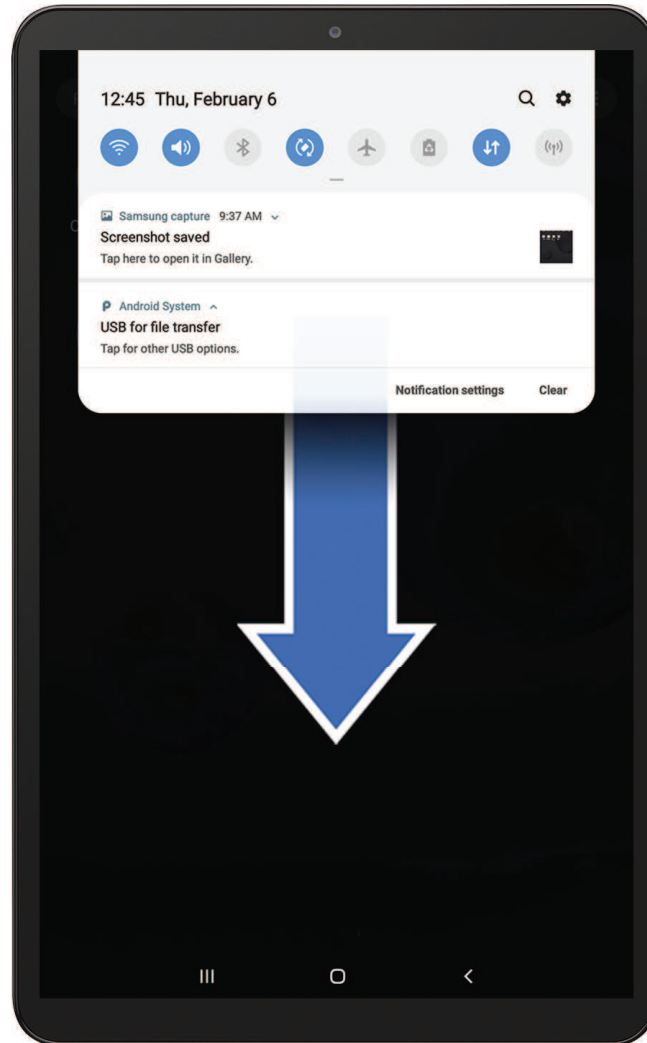 12:45 Thu, February 6
Samsung capture 9:37 AM
Screenshot saved
Tap here to open it in Gallery.
Android System
USB for file transfer
Tap for other USB options.
Notification settings Clear